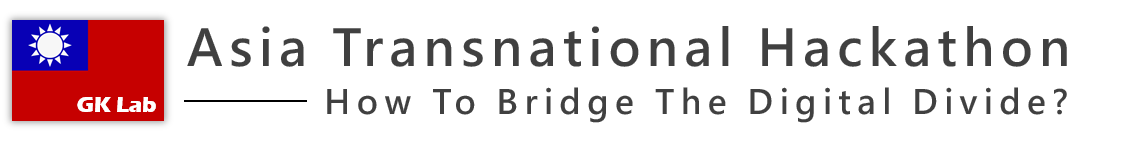 Asia Transnational Hackathon
GK Lab
How To Bridge The Digital Divide?